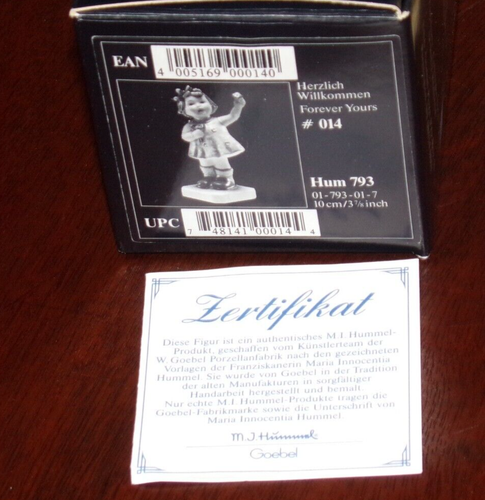 EAN
4 005169 000140
Herzlich
Willkommen
Forever Yours
# 014
Hum 793
01-793-01-7
10 cm/3⅞ inch
UPC
7 48141 00014 4
Zertifikat
Diese Figur ist ein authentisches M.I. Hummel-
Produkt, geschaffen vom Künstlerteam der
W. Goebel Porzellanfabrik nach den gezeichneten
Vorlagen der Franziskanerin Maria Innocentia
Hummel. Sie wurde von Goebel in der Tradition
der alten Manufakturen in sorgfältiger
Handarbeit hergestellt und bemalt.
Nur echte M.I. Hummel-Produkte tragen die
Goebel-Fabrikmarke sowie die Unterschrift von
Maria Innocentia Hummel.
M.J. Hummel
Goebel